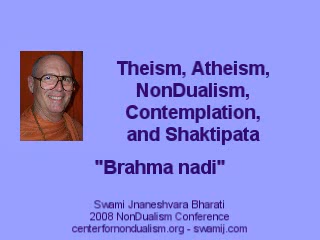 Theism, Atheism,
NonDualism,
Contemplation,
and Shaktipata
"Brahma nadi"
Swami Jnaneshvara Bharati
2008 NonDualism Conference
centerfornondualism.org - swamij.com